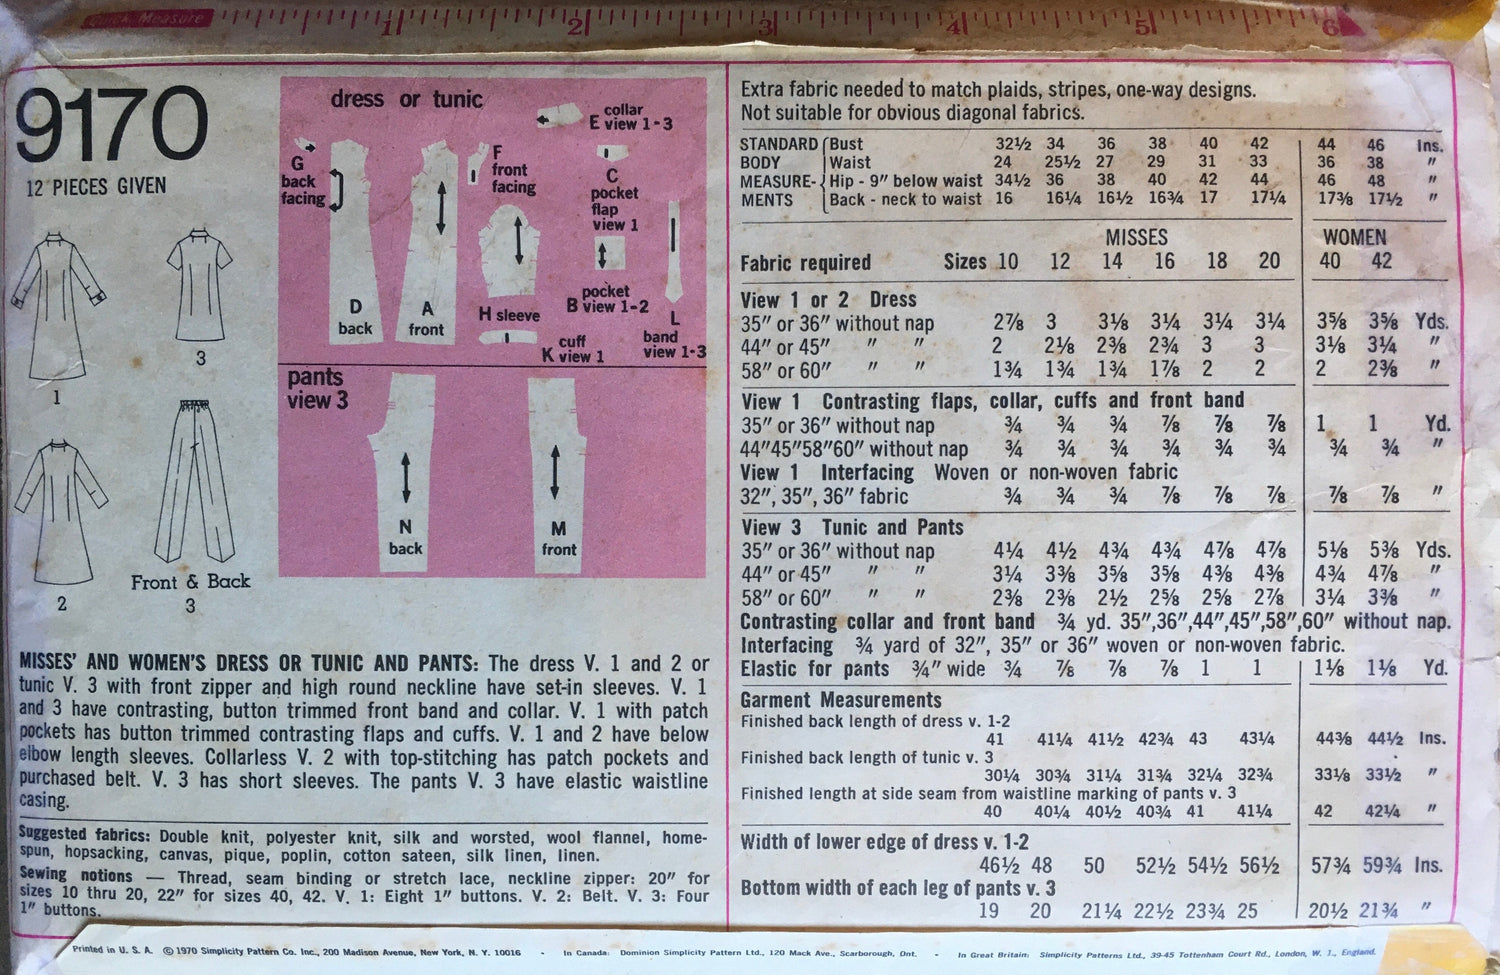 Quick Measure 1 2 3 4 5 6
9170
12 PIECES GIVEN
1
3
2
Front & Back
3
dress or tunic
collar
E view 1-3
G
back
facing
F
front
facing
C
pocket
flap
view 1
D
back
A
front
H sleeve
pocket
B view 1-2
cuff
K view 1
L
band
view 1-3
pants
view 3
N
back
M
front
MISSES' AND WOMEN'S DRESS OR TUNIC AND PANTS: The dress V. 1 and 2 or
tunic V. 3 with front zipper and high round neckline have set-in sleeves. V. 1
and 3 have contrasting, button trimmed front band and collar. V. 1 with patch
pockets has button trimmed contrasting flaps and cuffs. V. 1 and 2 have below
elbow length sleeves. Collarless V. 2 with top-stitching has patch pockets and
purchased belt. V. 3 has short sleeves. The pants V. 3 have elastic waistline
casing.
Suggested fabrics: Double knit, polyester knit, silk and worsted, wool flannel, home-
spun, hopsacking, canvas, pique, poplin, cotton sateen, silk linen, linen.
Sewing notions — Thread, seam binding or stretch lace, neckline zipper: 20" for
sizes 10 thru 20, 22" for sizes 40, 42. V. 1: Eight 1" buttons. V. 2: Belt. V. 3: Four
1" buttons.
Extra fabric needed to match plaids, stripes, one-way designs.
Not suitable for obvious diagonal fabrics.
STANDARD Bust 32½ 34 36 38 40 42 44 46 Ins.
BODY Waist 24 25½ 27 29 31 33 36 38 "
MEASURE- Hip - 9" below waist 34½ 36 38 40 42 44 46 48 "
MENTS Back - neck to waist 16 16¼ 16½ 16¾ 17 17¼ 17⅜ 17½ "
MISSES WOMEN
Fabric required Sizes 10 12 14 16 18 20 40 42
View 1 or 2 Dress
35" or 36" without nap 2⅞ 3 3⅛ 3¼ 3¼ 3¼ 3⅝ 3⅝ Yds.
44" or 45" " " 2 2⅛ 2⅜ 2¾ 3 3 3⅛ 3¼ "
58" or 60" " " 1¾ 1¾ 1¾ 1⅞ 2 2 2 2⅜ "
View 1 Contrasting flaps, collar, cuffs and front band
35" or 36" without nap ¾ ¾ ¾ ⅞ ⅞ ⅞ 1 1 Yd.
44"45"58"60" without nap ¾ ¾ ¾ ¾ ¾ ¾ ¾ ¾ "
View 1 Interfacing Woven or non-woven fabric
32", 35", 36" fabric ¾ ¾ ¾ ⅞ ⅞ ⅞ ⅞ ⅞ "
View 3 Tunic and Pants
35" or 36" without nap 4¼ 4½ 4¾ 4¾ 4⅞ 4⅞ 5⅛ 5⅜ Yds.
44" or 45" " " 3¼ 3⅜ 3⅝ 3⅝ 4⅜ 4⅜ 4¾ 4⅞ "
58" or 60" " " 2⅜ 2⅜ 2½ 2⅝ 2⅝ 2⅞ 3¼ 3⅜ "
Contrasting collar and front band ¾ yd. 35",36",44",45",58",60" without nap.
Interfacing ¾ yard of 32", 35" or 36" woven or non-woven fabric.
Elastic for pants ¾" wide ¾ ⅞ ⅞ ⅞ 1 1 1⅛ 1⅛ Yd.
Garment Measurements
Finished back length of dress v. 1-2
41 41¼ 41½ 42¾ 43 43¼ 44⅜ 44½ Ins.
Finished back length of tunic v. 3
30¼ 30¾ 31¼ 31¾ 32¼ 32¾ 33⅛ 33½ "
Finished length at side seam from waistline marking of pants v. 3
40 40¼ 40½ 40¾ 41 41¼ 42 42¼ "
Width of lower edge of dress v. 1-2
46½ 48 50 52½ 54½ 56½ 57¾ 59¾ Ins.
Bottom width of each leg of pants v. 3
19 20 21¼ 22½ 23¾ 25 20½ 21¾ "
Printed in U. S. A. © 1970 Simplicity Pattern Co. Inc., 200 Madison Avenue, New York, N. Y. 10016 • In Canada: Dominion Simplicity Pattern Ltd., 120 Mack Ave., Scarborough, Ont. • In Great Britain: Simplicity Patterns Ltd., 39-45 Tottenham Court Rd., London, W. 1., England.